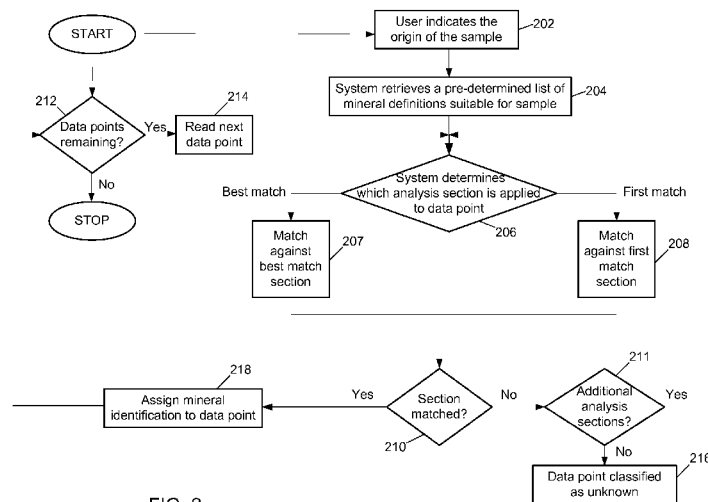 START
User indicates the
origin of the sample
202
System retrieves a pre-determined list of
mineral definitions suitable for sample
204
212
Data points
remaining?
Yes
214
Read next
data point
No
STOP
System determines
which analysis section is applied
to data point
206
Best match
First match
Match
against
best match
section
207
Match
against first
match
section
208
218
Assign mineral
identification to data point
Yes
Section
matched?
210
No
211
Additional
analysis
sections?
Yes
No
216
Data point classified
as unknown